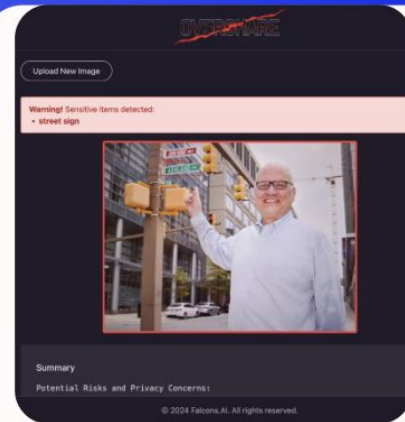 OVERSHARE
Upload New Image
Warning! Sensitive items detected:
• street sign
ASHLAND
Summary
Potential Risks and Privacy Concerns:
© 2024 Falcons.AI. All rights reserved.